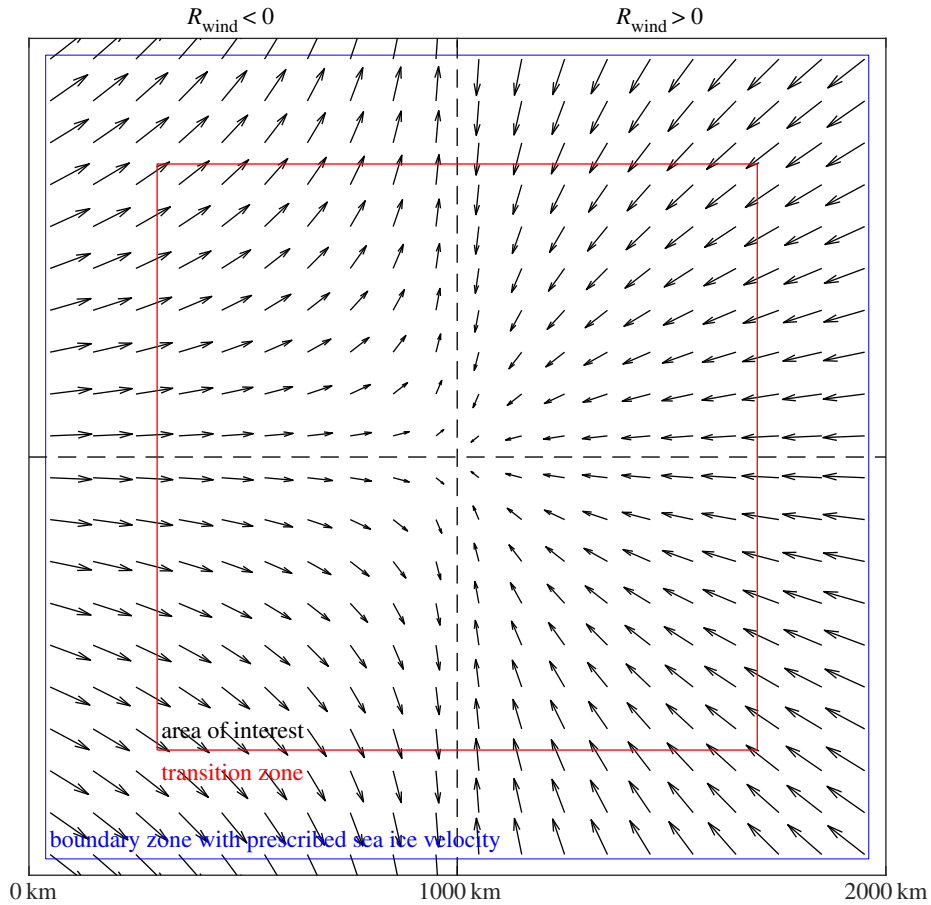 R_wind < 0
R_wind > 0
area of interest
transition zone
boundary zone with prescribed sea ice velocity
0 km
1000 km
2000 km